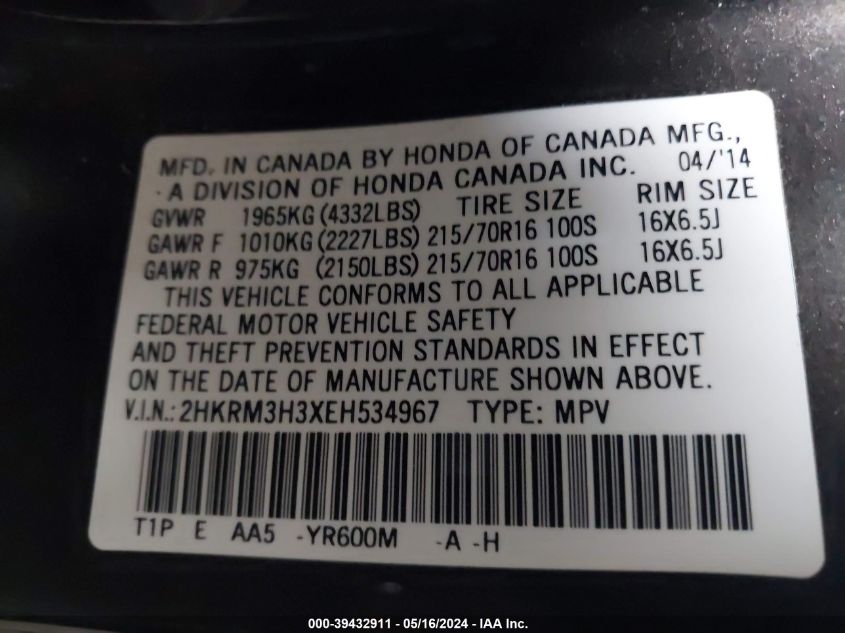 MFD. IN CANADA BY HONDA OF CANADA MFG.,
A DIVISION OF HONDA CANADA INC. 04/'14
GVWR 1965KG (4332LBS) TIRE SIZE RIM SIZE
GAWR F 1010KG (2227LBS) 215/70R16 100S 16X6.5J
GAWR R 975KG (2150LBS) 215/70R16 100S 16X6.5J
THIS VEHICLE CONFORMS TO ALL APPLICABLE
FEDERAL MOTOR VEHICLE SAFETY
AND THEFT PREVENTION STANDARDS IN EFFECT
ON THE DATE OF MANUFACTURE SHOWN ABOVE.
V.I.N.: 2HKRM3H3XEH534967 TYPE: MPV
T1P E AA5 -YR600M -A -H
000-39432911 - 05/16/2024 - IAA Inc.